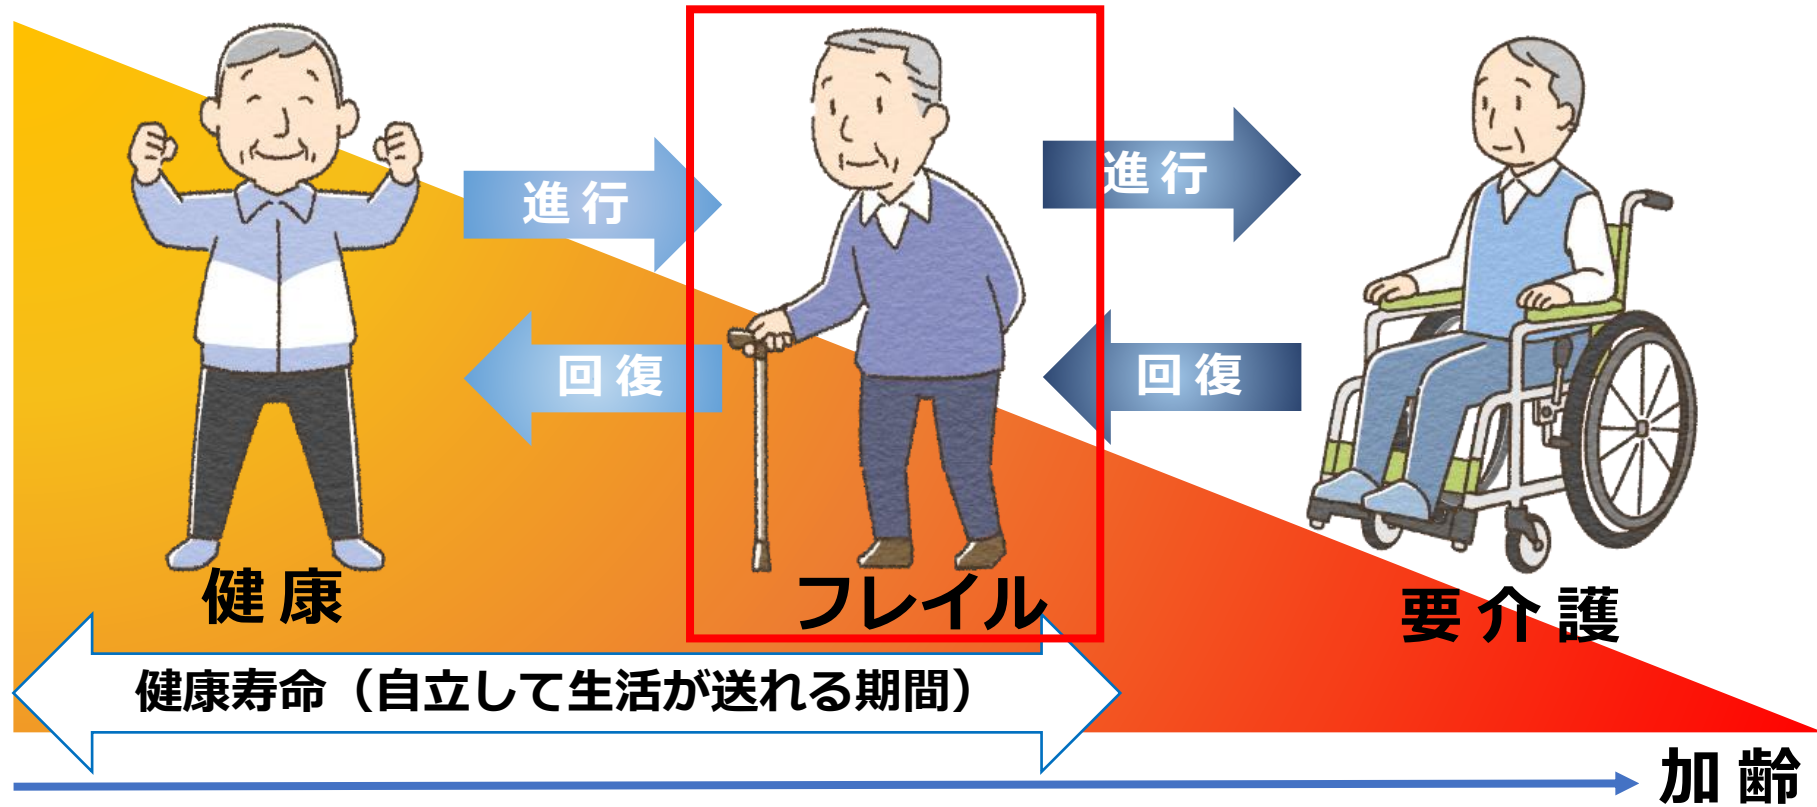 進行
進行
回復
回復
健康
フレイル
要介護
健康寿命（自立して生活が送れる期間）
加齢